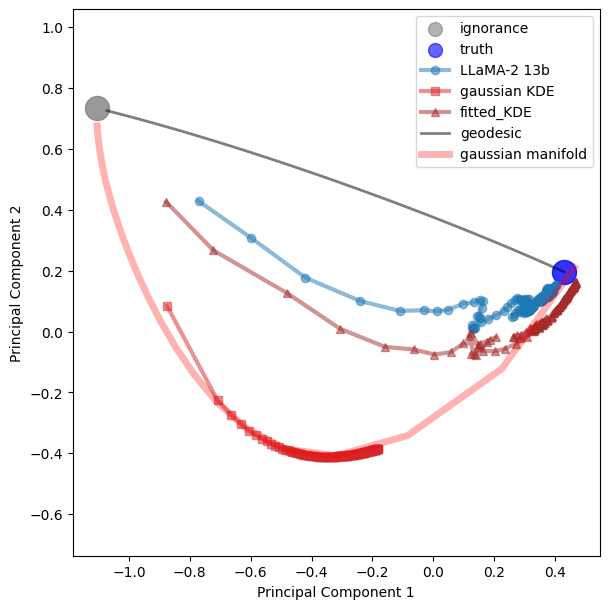 1.0
0.8
0.6
0.4
0.2
0.0
−0.2
−0.4
−0.6
Principal Component 2
ignorance
truth
LLaMA-2 13b
gaussian KDE
fitted_KDE
geodesic
gaussian manifold
−1.0 −0.8 −0.6 −0.4 −0.2 0.0 0.2 0.4
Principal Component 1